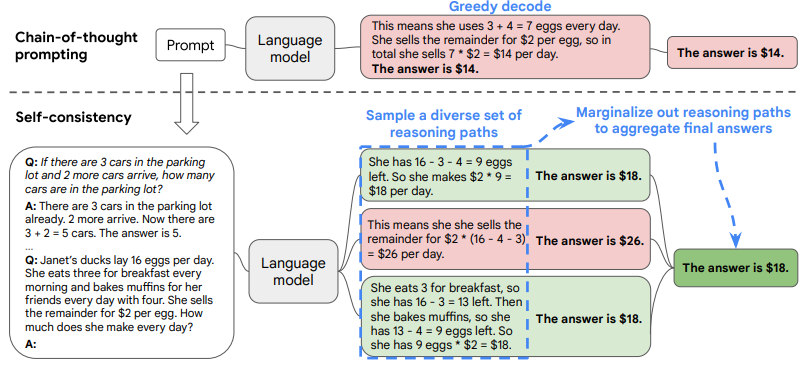 Greedy decode
Chain-of-thought
prompting
Prompt
Language
model
This means she uses 3 + 4 = 7 eggs every day.
She sells the remainder for $2 per egg, so in
total she sells 7 * $2 = $14 per day.
The answer is $14.
The answer is $14.
Self-consistency
Sample a diverse set of
reasoning paths
Marginalize out reasoning paths
to aggregate final answers
Q: If there are 3 cars in the parking
lot and 2 more cars arrive, how many
cars are in the parking lot?
A: There are 3 cars in the parking lot
already. 2 more arrive. Now there are
3 + 2 = 5 cars. The answer is 5.
...
Q: Janet's ducks lay 16 eggs per day.
She eats three for breakfast every
morning and bakes muffins for her
friends every day with four. She sells
the remainder for $2 per egg. How
much does she make every day?
A:
Language
model
She has 16 - 3 - 4 = 9 eggs
left. So she makes $2 * 9 =
$18 per day.
The answer is $18.
This means she she sells the
remainder for $2 * (16 - 4 - 3)
= $26 per day.
The answer is $26.
She eats 3 for breakfast, so
she has 16 - 3 = 13 left. Then
she bakes muffins, so she
has 13 - 4 = 9 eggs left. So
she has 9 eggs * $2 = $18.
The answer is $18.
The answer is $18.